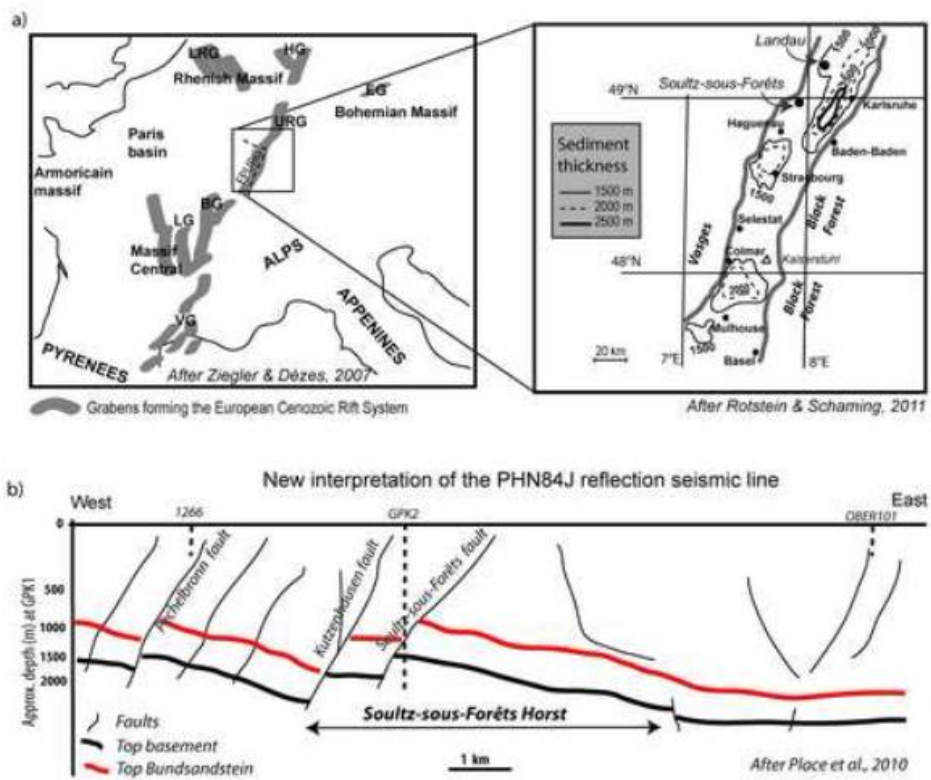 a)
LRG
HG
Rhenish Massif
EG
Bohemian Massif
URG
Paris
basin
Armoricain
massif
BG
LG
Massif
Central
ALPS
APPENINES
VG
PYRENEES
After Ziegler & Dèzes, 2007
Grabens forming the European Cenozoic Rift System
Landau
1500
2000
Soultz-sous-Forêts
49°N
Karlsruhe
Haguenau
Baden-Baden
Sediment
thickness
1500 m
2000 m
2500 m
Strasbourg
1500
Black
Forest
Selestat
Vosges
Colmar
Kaiserstuhl
48°N
2000
Black
Forest
Mulhouse
1500
Basel
20 km
7°E
8°E
After Rotstein & Schaming, 2011
b)
New interpretation of the PHN84J reflection seismic line
West
East
1266
GPK2
OBER101
0
500
1000
1500
2000
Approx. depth (m) at GPK1
Pechelbronn fault
Kutzenhausen fault
Soultz-sous-Forêts fault
Soultz-sous-Forêts Horst
Faults
Top basement
Top Bundsandstein
1 km
After Place et al., 2010